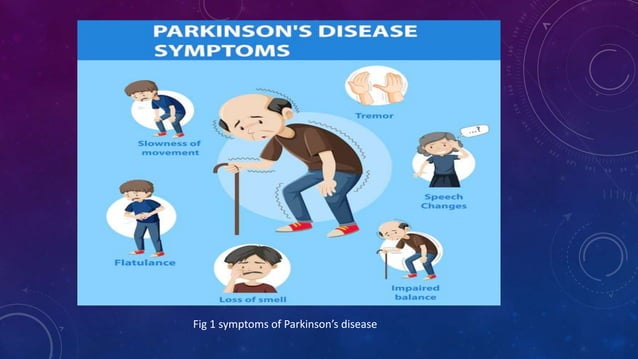 PARKINSON'S DISEASE
SYMPTOMS
Slowness of
movement
Tremor
...?
Speech
Changes
Flatulance
Loss of smell
Impaired
balance
Fig 1 symptoms of Parkinson’s disease